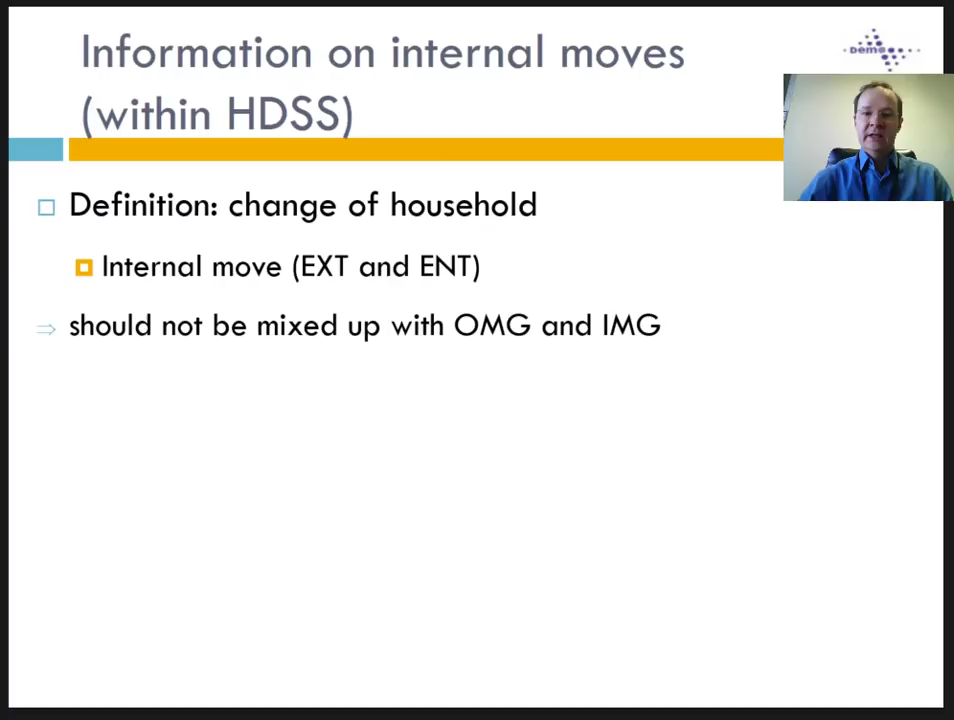 Information on internal moves
(within HDSS)
DEMO
Definition: change of household
Internal move (EXT and ENT)
⇒ should not be mixed up with OMG and IMG